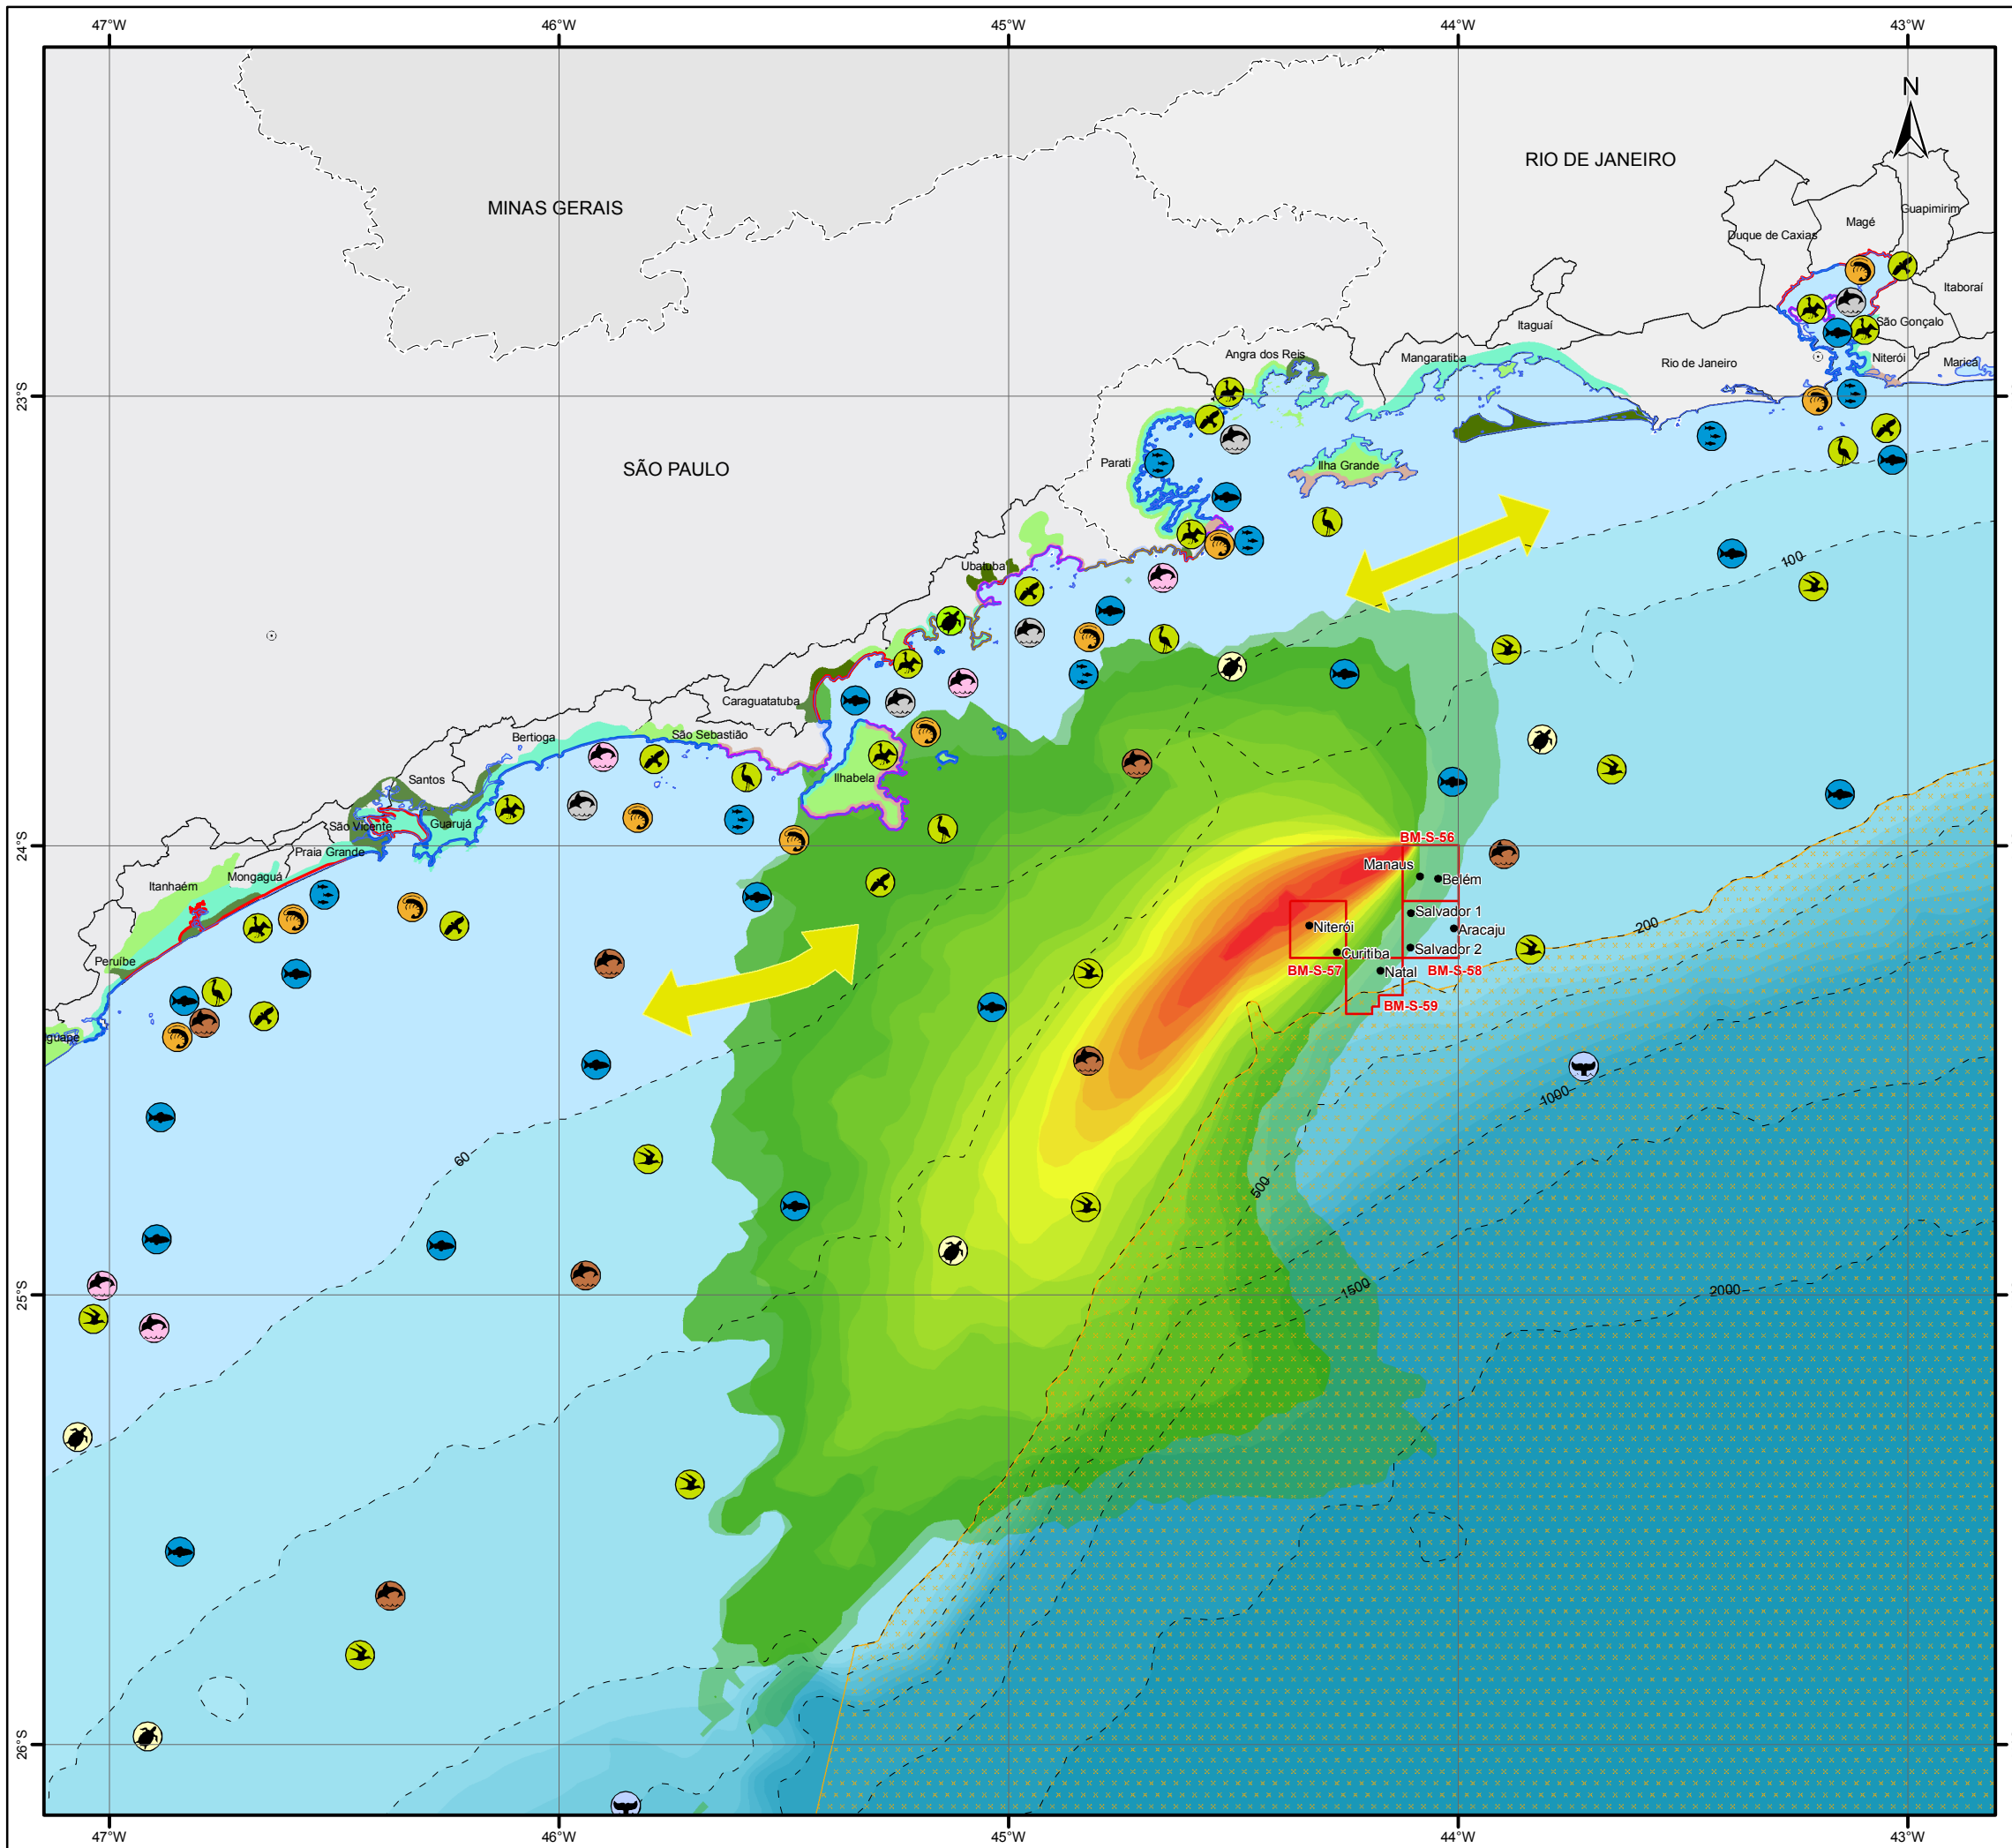 47°W 46°W 45°W 44°W 43°W
N
RIO DE JANEIRO
MINAS GERAIS
Guapimirim
Magé
Duque de Caxias
Itaboraí
São Gonçalo
Itaguaí
Angra dos Reis
Mangaratiba
Rio de Janeiro
Niterói
Maricá
23°S
SÃO PAULO
Parati
Ilha Grande
100
Ubatuba
Caraguatatuba
São Sebastião
Bertioga
Ilhabela
Santos
São Vicente
Guarujá
24°S
BM-S-56
Praia Grande
Manaus
Mongaguá
Belém
Itanhaém
Salvador 1
200
Niterói
Aracaju
Salvador 2
Curitiba
Peruíbe
BM-S-57
Natal
BM-S-58
BM-S-59
guape
1000
60
500
25°S
1500
2000
26°S
47°W 46°W 45°W 44°W 43°W